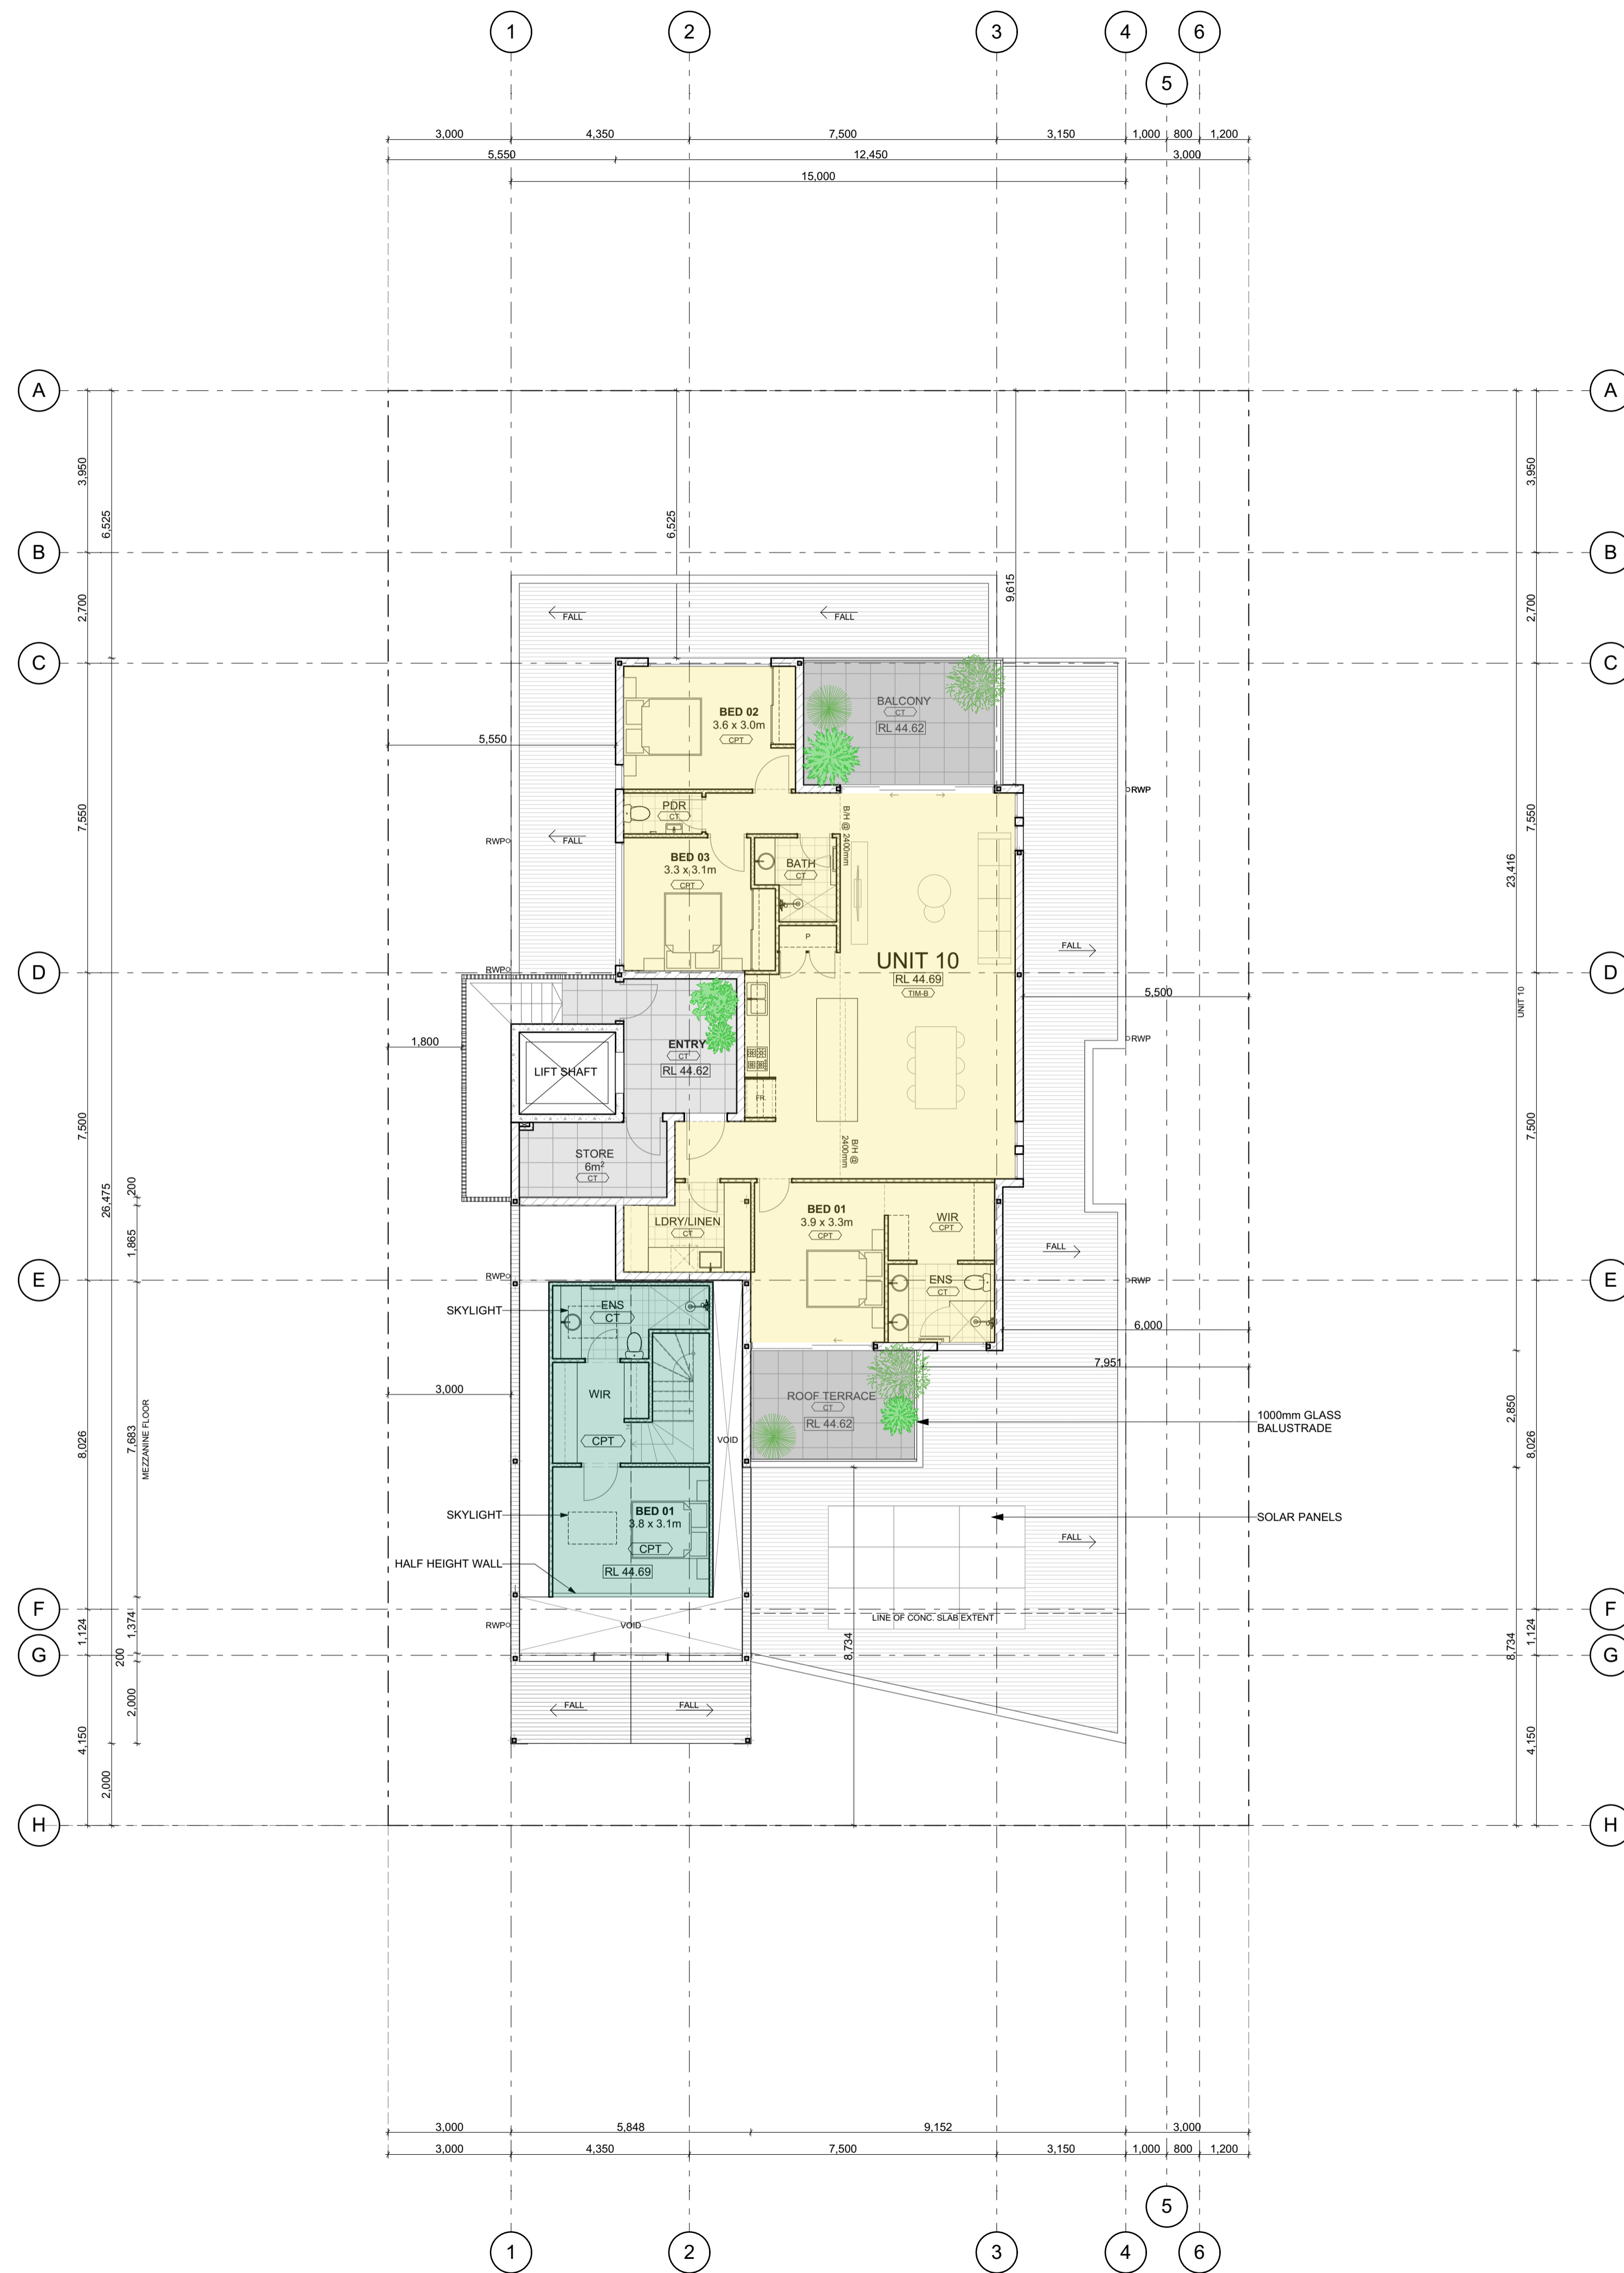 1
2
3
4
6
5
3,000
4,350
7,500
3,150
1,000
800
1,200
5,550
12,450
3,000
15,000
A
A
3,950
6,525
6,525
9,615
3,950
B
B
2,700
2,700
FALL
FALL
C
C
BED 02
3.6 x 3.0m
CPT
BALCONY
CT
RL 44.62
5,550
7,550
7,550
RWP
RWP
FALL
PDR
CT
B/H @ 2400mm
BED 03
3.3 x 3.1m
CPT
BATH
CT
23,416
P
FALL
UNIT 10
RL 44.69
TIM-B
RWP
D
D
5,500
UNIT 10
1,800
ENTRY
CT
RL 44.62
LIFT SHAFT
RWP
FR.
7,500
7,500
B/H @
2400mm
STORE
6m²
CT
26,475
200
1,865
LDRY/LINEN
CT
BED 01
3.9 x 3.3m
CPT
WIR
CPT
FALL
RWP
RWP
E
E
ENS
CT
SKYLIGHT
ENS
CT
6,000
7,951
3,000
WIR
ROOF TERRACE
CT
RL 44.62
1000mm GLASS
BALUSTRADE
2,850
8,026
7,683
MEZZANINE FLOOR
CPT
VOID
8,026
SKYLIGHT
BED 01
3.8 x 3.1m
CPT
SOLAR PANELS
FALL
HALF HEIGHT WALL
RL 44.69
F
F
LINE OF CONC. SLAB EXTENT
1,124
1,374
RWP
VOID
8,734
8,734
1,124
G
G
200
2,000
FALL
FALL
4,150
4,150
2,000
H
H
3,000
5,848
9,152
3,000
3,000
4,350
7,500
3,150
1,000
800
1,200
5
1
2
3
4
6